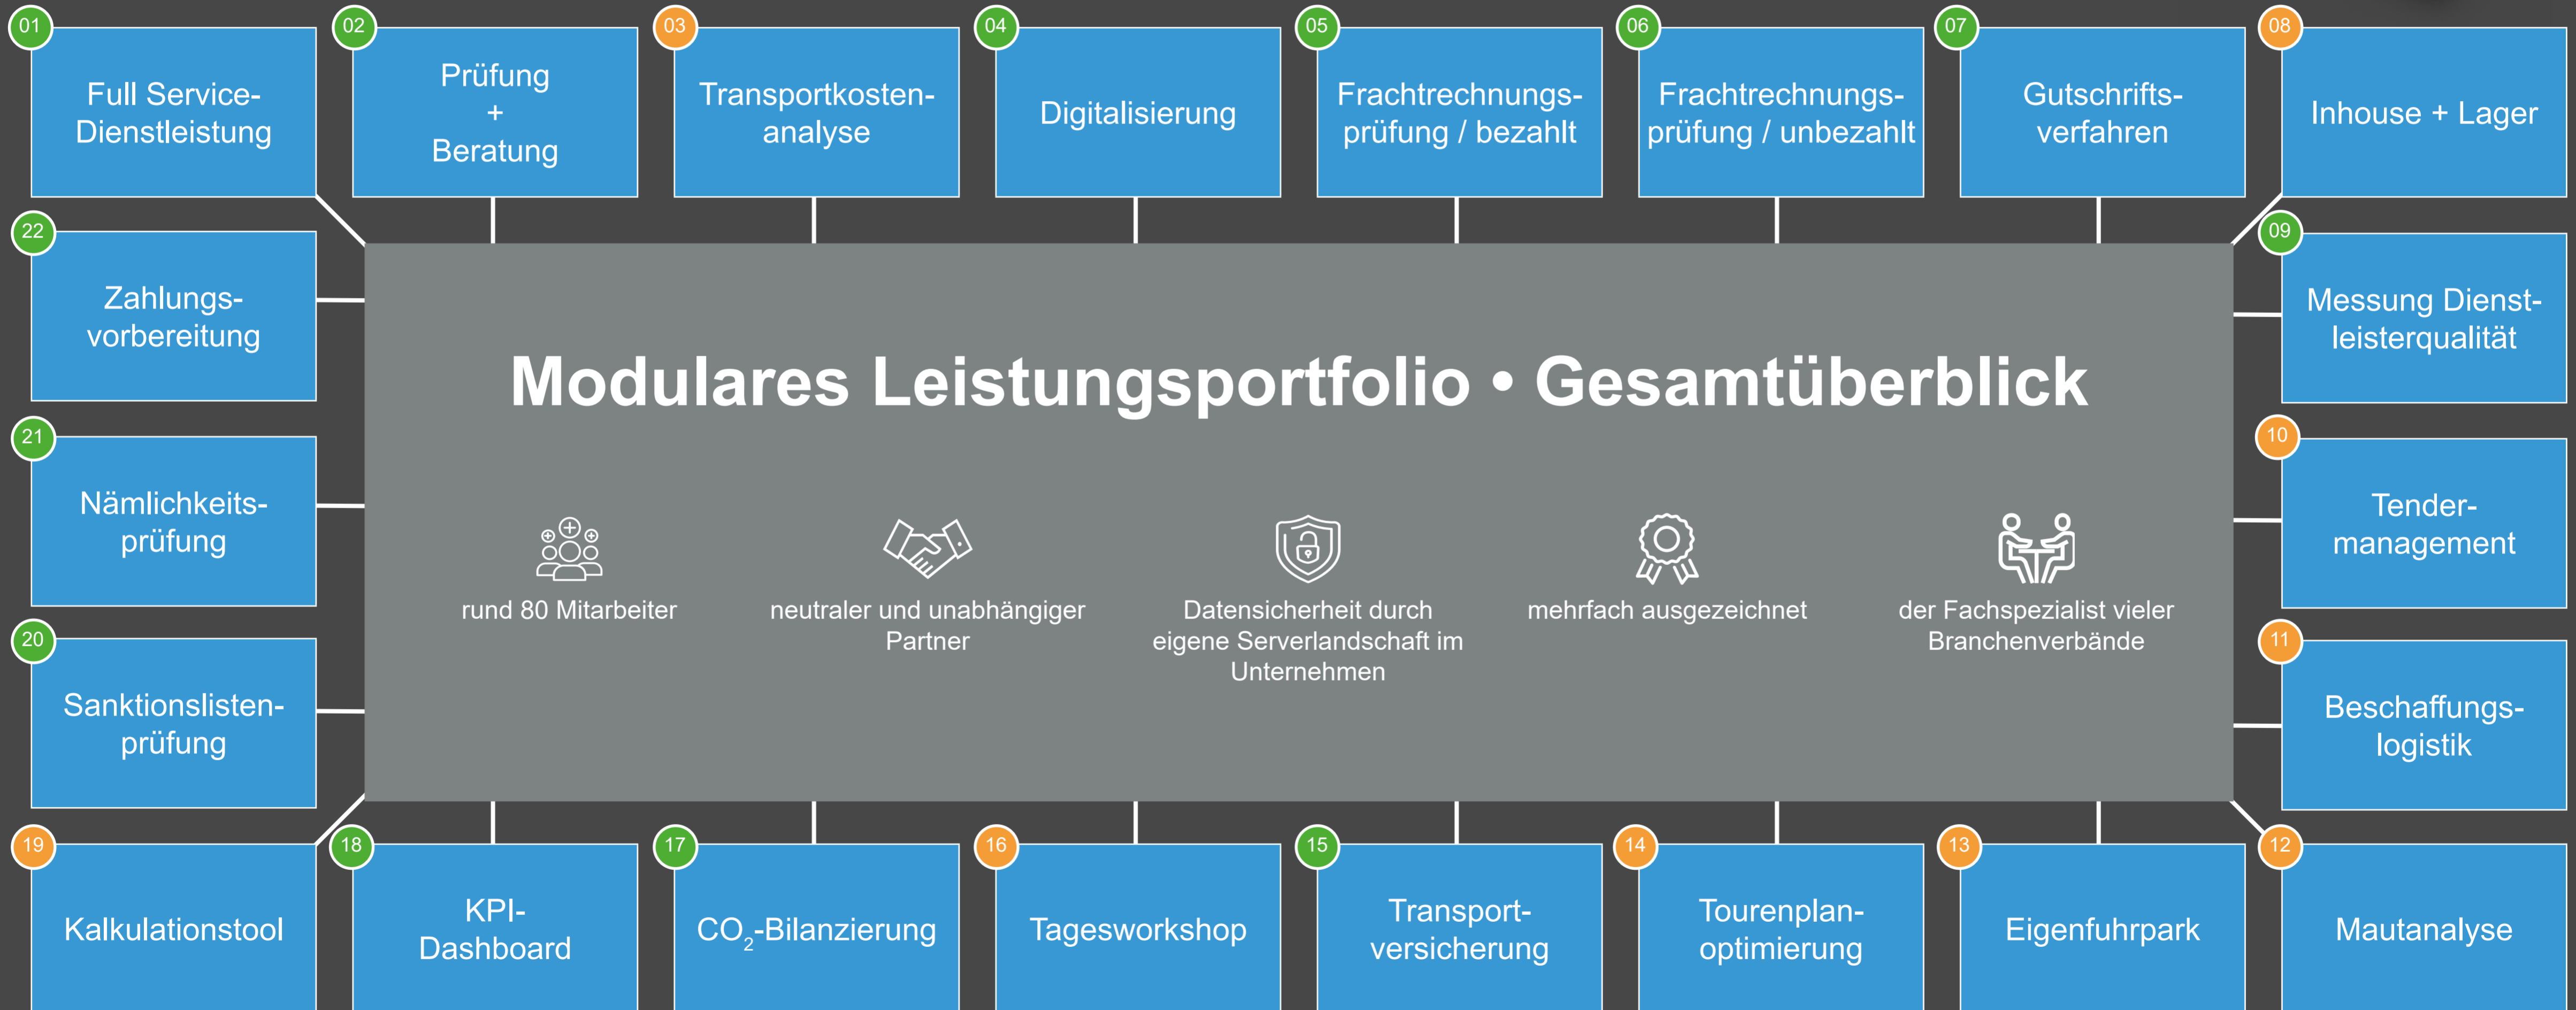 01
Full Service-
Dienstleistung
02
Prüfung
+
Beratung
03
Transportkosten-
analyse
04
Digitalisierung
05
Frachtrechnungs-
prüfung / bezahlt
06
Frachtrechnungs-
prüfung / unbezahlt
07
Gutschrifts-
verfahren
08
Inhouse + Lager
22
Zahlungs-
vorbereitung
09
Messung Dienst-
leisterqualität
Modulares Leistungsportfolio • Gesamtüberblick
21
Nämlichkeits-
prüfung
10
Tender-
management
rund 80 Mitarbeiter
neutraler und unabhängiger
Partner
Datensicherheit durch
eigene Serverlandschaft im
Unternehmen
mehrfach ausgezeichnet
der Fachspezialist vieler
Branchenverbände
20
Sanktionslisten-
prüfung
11
Beschaffungs-
logistik
19
Kalkulationstool
18
KPI-
Dashboard
17
CO₂-Bilanzierung
16
Tagesworkshop
15
Transport-
versicherung
14
Tourenplan-
optimierung
13
Eigenfuhrpark
12
Mautanalyse